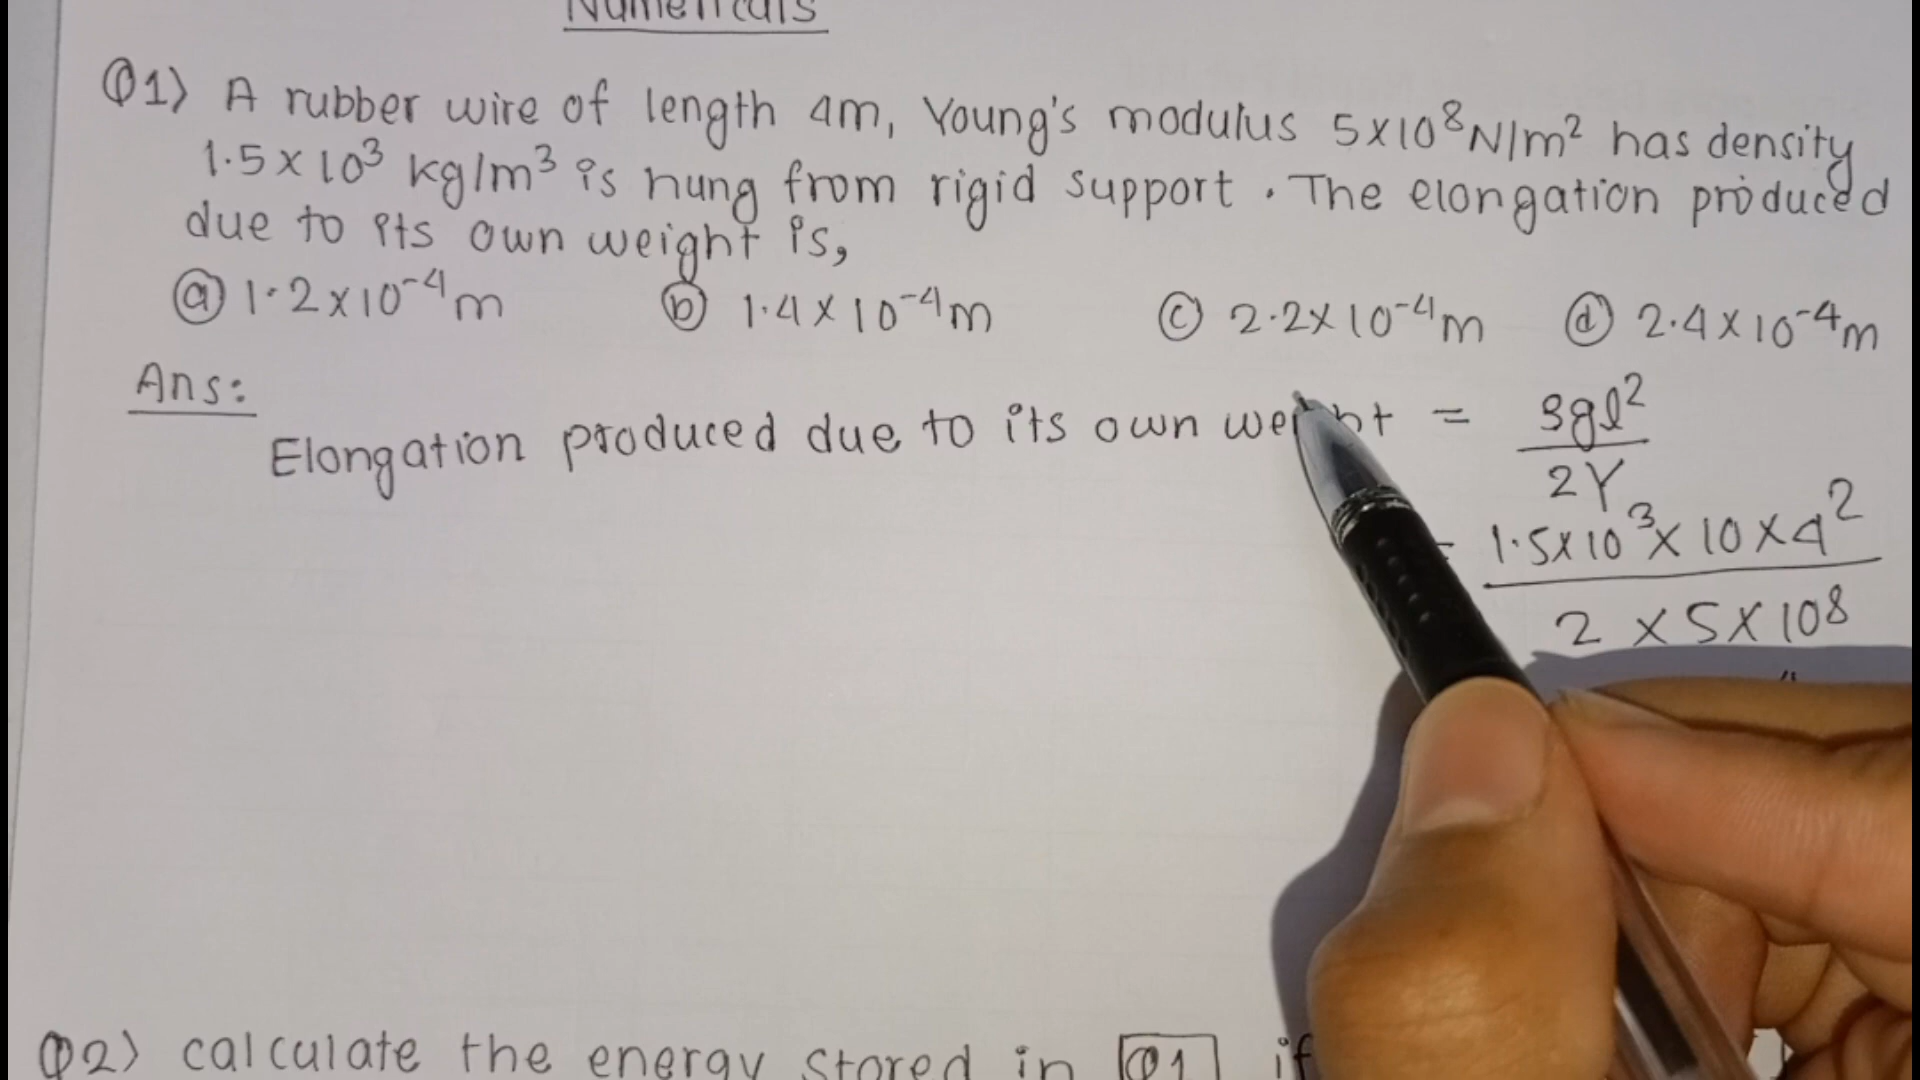 Numericals
Q1) A rubber wire of length 4m, Young's modulus 5×10⁸ N/m² has density
1.5×10³ kg/m³ is hung from rigid support. The elongation produced
due to its own weight is,
ⓐ 1.2×10⁻⁴m ⓑ 1.4×10⁻⁴m ⓒ 2.2×10⁻⁴m ⓓ 2.4×10⁻⁴m
Ans:
Elongation produced due to its own weight = ρgl²
2Y
= 1.5×10³×10×4²
2×5×10⁸
Q2) calculate the energy stored in Q1 if